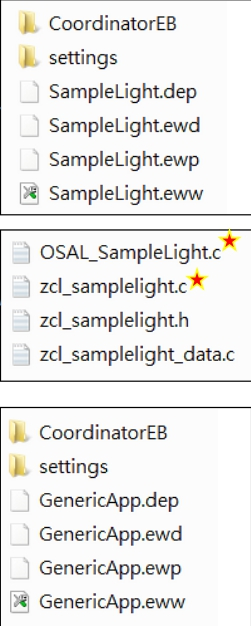 CoordinatorEB
settings
SampleLight.dep
SampleLight.ewd
SampleLight.ewp
SampleLight.eww
OSAL_SampleLight.c
zcl_samplelight.c
zcl_samplelight.h
zcl_samplelight_data.c
CoordinatorEB
settings
GenericApp.dep
GenericApp.ewd
GenericApp.ewp
GenericApp.eww